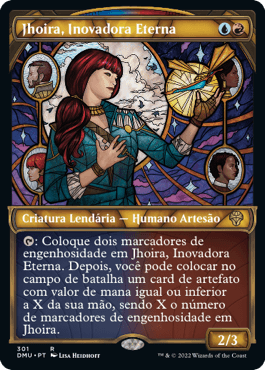 Jhoira, Inovadora Eterna
Criatura Lendária — Humano Artesão
: Coloque dois marcadores de
engenhosidade em Jhoira, Inovadora
Eterna. Depois, você pode colocar no
campo de batalha um card de artefato
com valor de mana igual ou inferior
a X da sua mão, sendo X o número
de marcadores de engenhosidade em
Jhoira.
2/3
301 R
DMU • PT Lisa Heidhoff
™ & © 2022 Wizards of the Coast